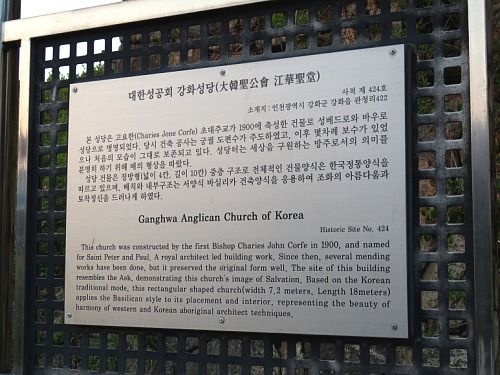 대한성공회 강화성당(大韓聖公會 江華聖堂)
사적 제 424호
소재지 : 인천광역시 강화군 강화읍 관청리422
본 성당은 고요한(Charles Jone Corfe) 초대주교가 1900에 축성한 건물로 성베드로와 바우로
성당으로 명명되었다. 당시 건축 공사는 궁궐 도편수가 주도하였고, 이후 몇차례 보수가 있었
으나 처음의 모습이 그대로 보존되고 있다. 성당터는 세상을 구원하는 방주로서의 의미를
분명히 하기 위해 배의 형상을 따랐다.
성당 건물은 장방형(넓이 4칸, 길이 10칸) 중층 구조로 전체적인 건물양식은 한국정통양식을
따르고 있으며, 배치와 내부구조는 서양식 바실리카 건축양식을 응용하여 조화의 아름다움과
토착정신을 드러나게 하였다.
Ganghwa Anglican Church of Korea
Historic Site No. 424
This church was constructed by the first Bishop Charies John Corfe in 1900, and named
for Saint Peter and Paul. A royal architect led building work. Since then, several mending
works have been done, but it preserved the original form well. The site of this building
resembles the Ask, demonstrating this church's image of Salvation. Based on the Korean
traditional mode, this rectangular shaped church(width 7.2 meters, Length 18meters)
applies the Basilican style to its placement and interior, representing the beauty of
harmony of western and Korean aboriginal architect techniques.